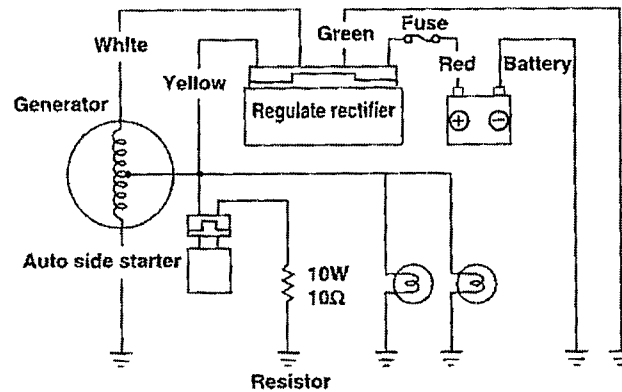 White
Green
Fuse
Yellow
Red
Battery
Generator
Regulate rectifier
+
−
Auto side starter
10W
10Ω
Resistor